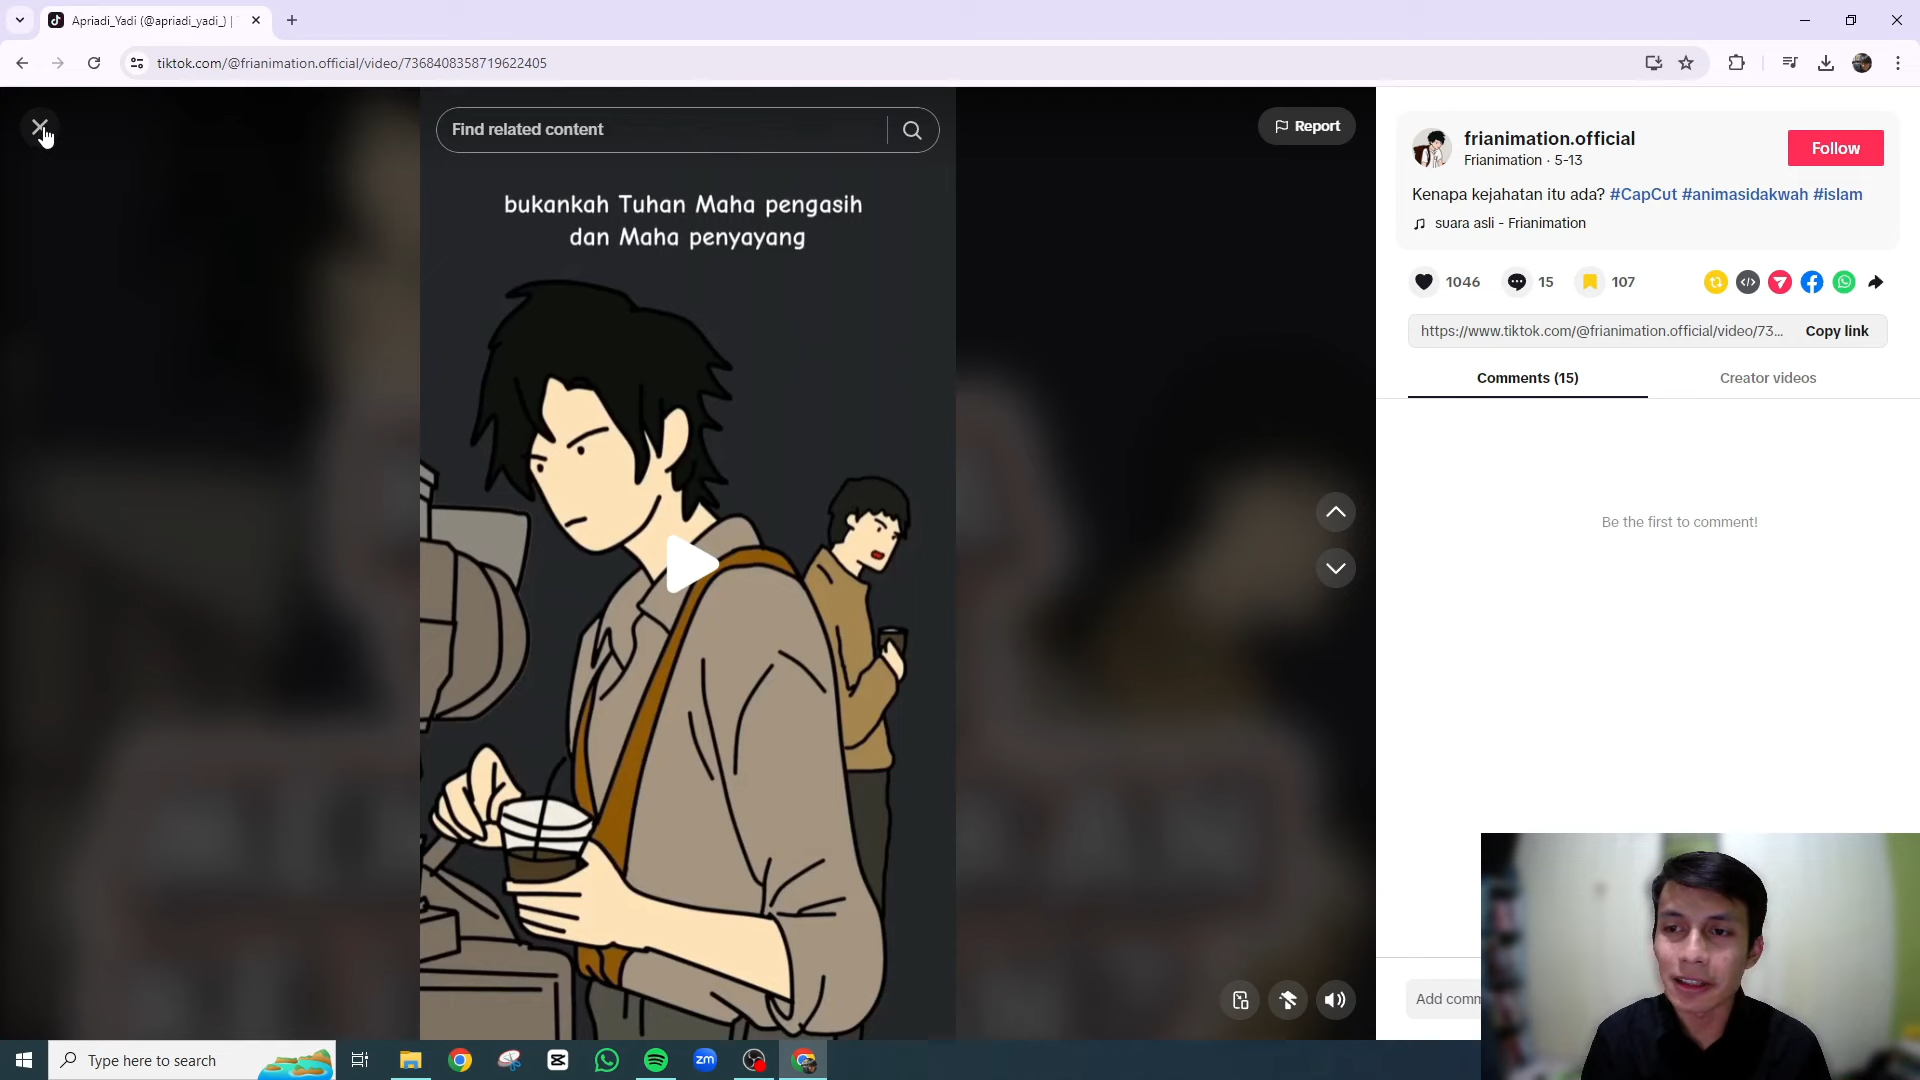 Apriadi_Yadi (@apriadi_yadi_) |
tiktok.com/@frianimation.official/video/7368408358719622405
Find related content
Report
bukankah Tuhan Maha pengasih
dan Maha penyayang
frianimation.official
Frianimation · 5-13
Follow
Kenapa kejahatan itu ada? #CapCut #animasidakwah #islam
suara asli - Frianimation
1046
15
107
https://www.tiktok.com/@frianimation.official/video/73...
Copy link
Comments (15)
Creator videos
Be the first to comment!
Add comm
Type here to search
zm